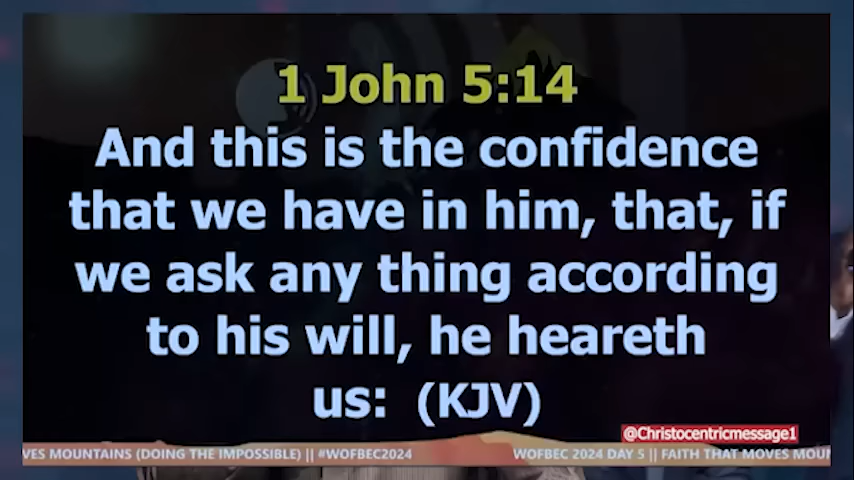 1 John 5:14
And this is the confidence
that we have in him, that, if
we ask any thing according
to his will, he heareth
us: (KJV)
@Christocentricmessage1
MOUNTAINS (DOING THE IMPOSSIBLE) || #WOFBEC2024 WOFBEC 2024 DAY 5 || FAITH THAT MOVES